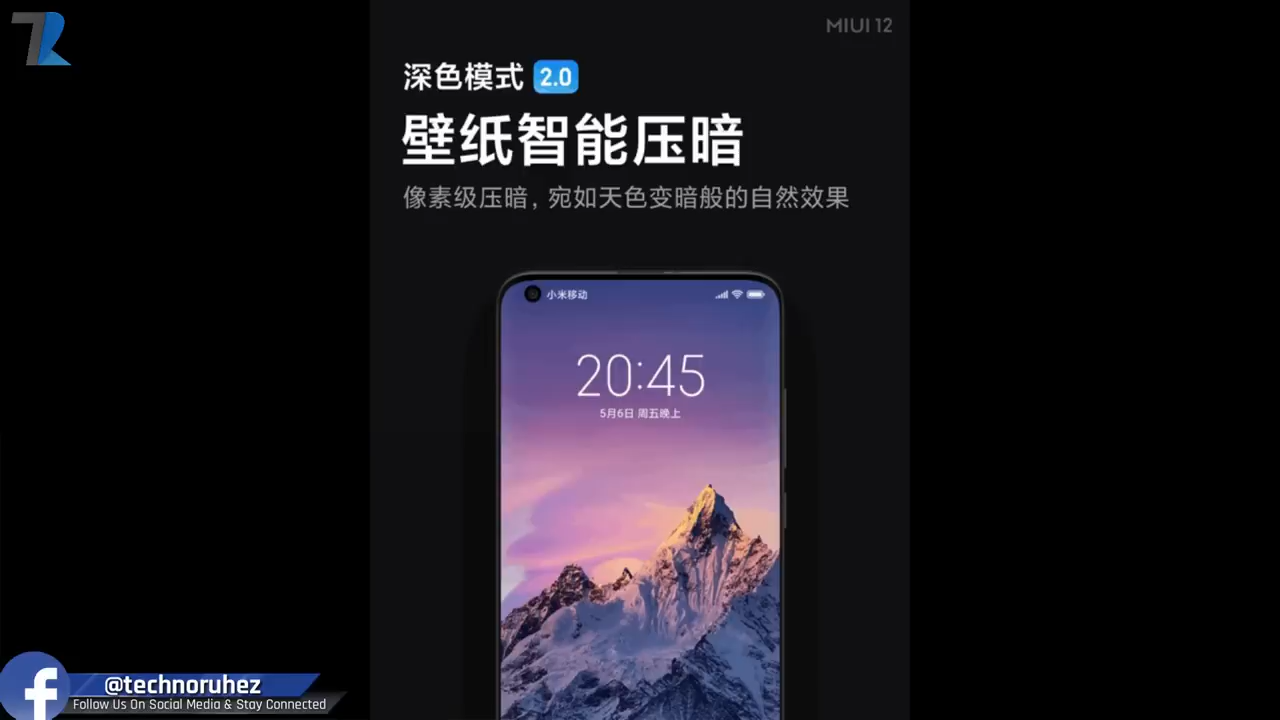 MIUI 12
深色模式 2.0
壁纸智能压暗
像素级压暗，宛如天色变暗般的自然效果
小米移动
20:45
5月6日 周五晚上
@technoruhez
Follow Us On Social Media & Stay Connected